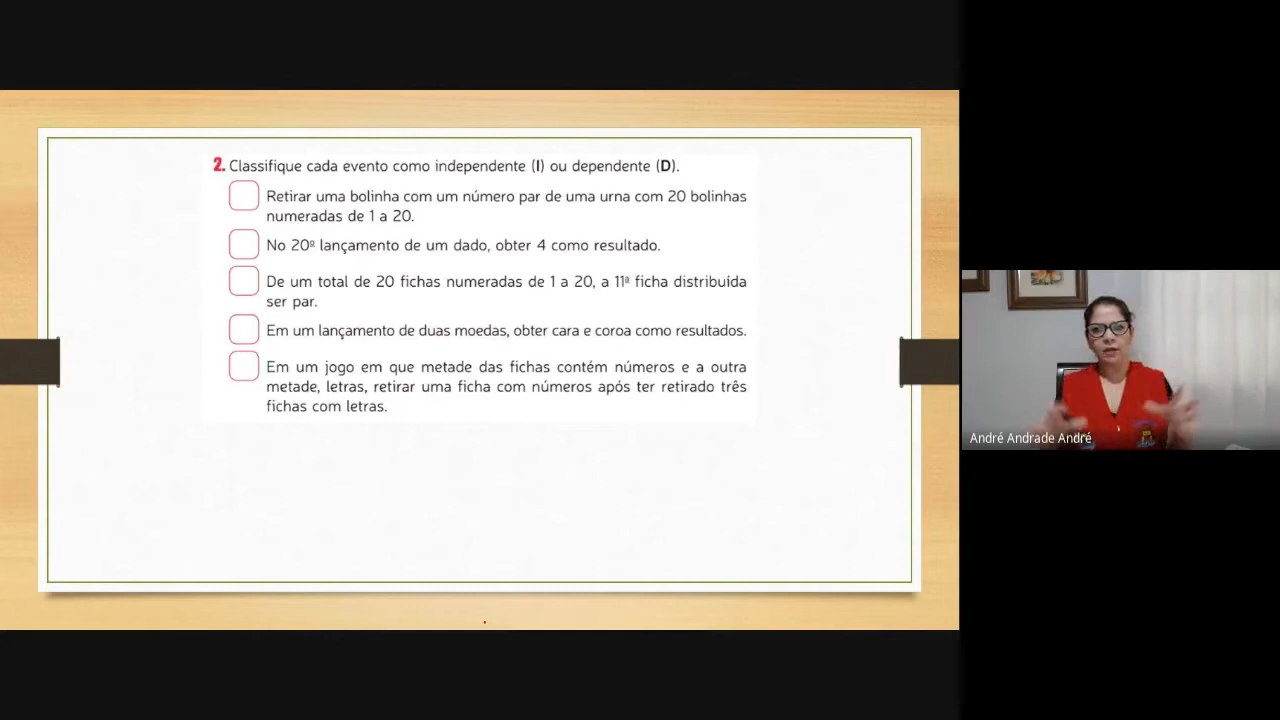 2. Classifique cada evento como independente (I) ou dependente (D).
Retirar uma bolinha com um número par de uma urna com 20 bolinhas
numeradas de 1 a 20.
No 20º lançamento de um dado, obter 4 como resultado.
De um total de 20 fichas numeradas de 1 a 20, a 11ª ficha distribuída
ser par.
Em um lançamento de duas moedas, obter cara e coroa como resultados.
Em um jogo em que metade das fichas contém números e a outra
metade, letras, retirar uma ficha com números após ter retirado três
fichas com letras.
André Andrade André